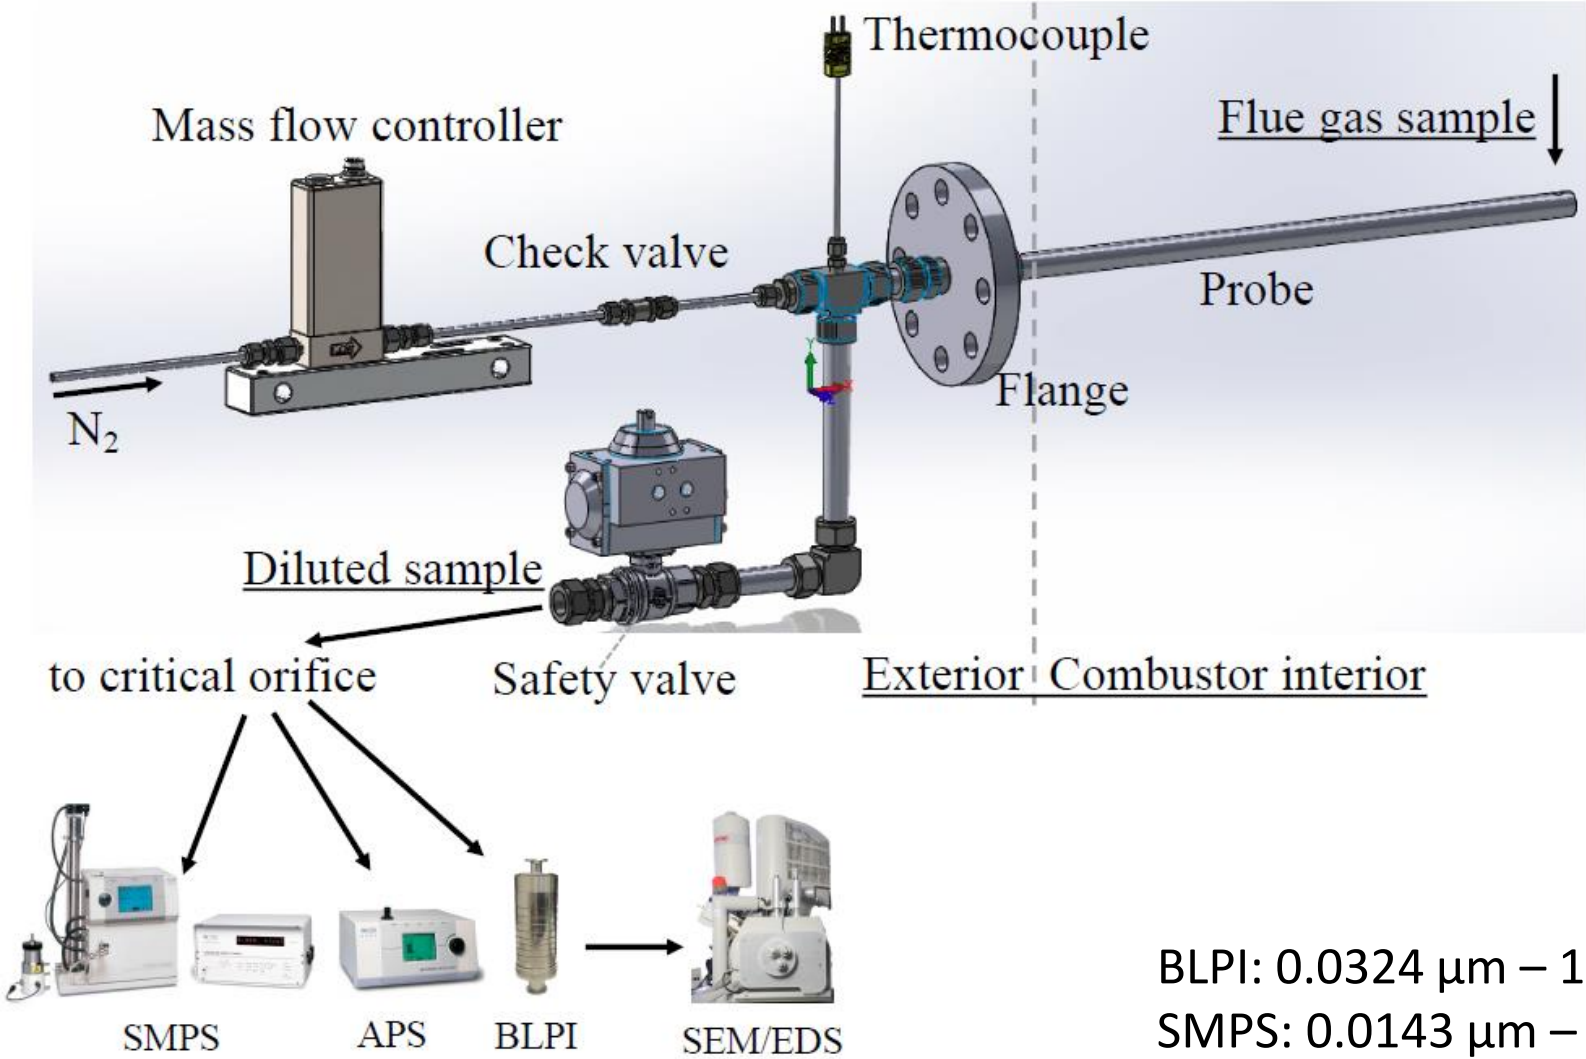 Thermocouple
Mass flow controller
Flue gas sample
Check valve
Probe
Flange
N₂
Diluted sample
to critical orifice
Safety valve
Exterior
Combustor interior
SMPS
APS
BLPI
SEM/EDS
BLPI: 0.0324 μm – 1
SMPS: 0.0143 μm –